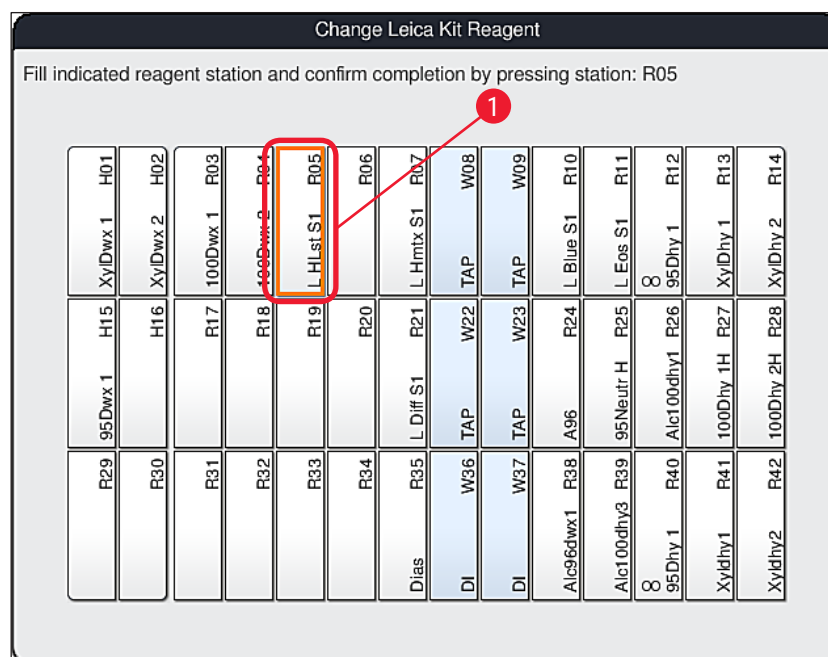 Change Leica Kit Reagent
Fill indicated reagent station and confirm completion by pressing station: R05
1
XylDwx 1 H01
XylDwx 2 H02
100Dwx 1 R03
100Dwx 2 R04
L HLst S1 R05
R06
L Hmtx S1 R07
TAP W08
TAP W09
L Blue S1 R10
L Eos S1 R11
∞ 95Dhy 1 R12
XylDhy 1 R13
XylDhy 2 R14
95Dwx 1 H15
H16
R17
R18
R19
R20
L Diff S1 R21
TAP W22
TAP W23
A96 R24
95Neutr H R25
Alc100dhy1 R26
100Dhy 1H R27
100Dhy 2H R28
R29
R30
R31
R32
R33
R34
Dias R35
DI W36
DI W37
Alc96dwx1 R38
Alc100dhy3 R39
∞ 95Dhy 1 R40
Xyldhy1 R41
Xyldhy2 R42